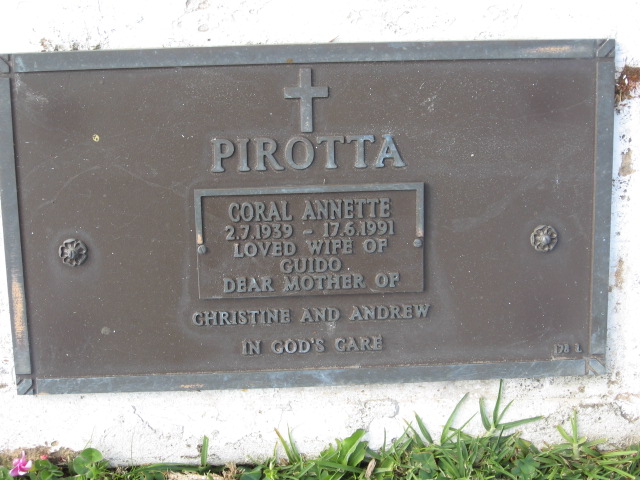 PIROTTA
CORAL ANNETTE
2.7.1939 - 17.6.1991
LOVED WIFE OF
GUIDO
DEAR MOTHER OF
CHRISTINE AND ANDREW
IN GOD'S CARE